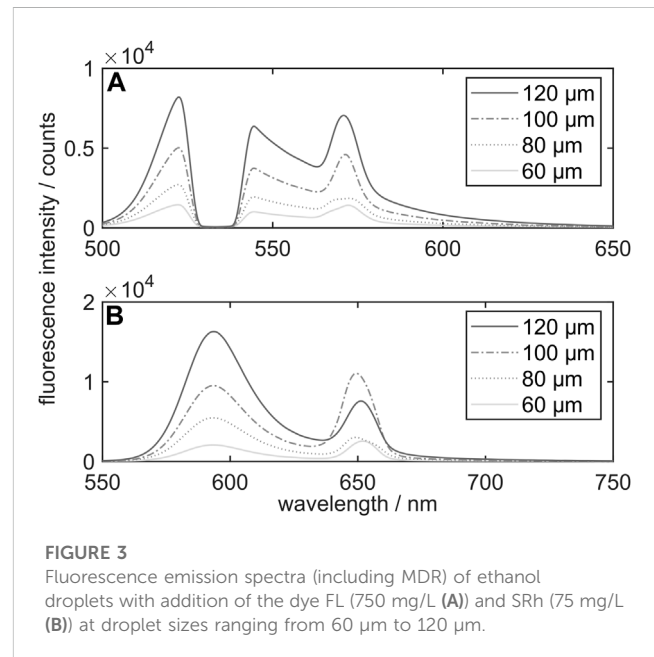 ×10⁴
A
1
0.5
0
120 µm
100 µm
80 µm
60 µm
500 550 600 650
fluorescence intensity / counts
×10⁴
B
2
1
0
120 µm
100 µm
80 µm
60 µm
550 600 650 700 750
wavelength / nm
FIGURE 3
Fluorescence emission spectra (including MDR) of ethanol
droplets with addition of the dye FL (750 mg/L (A)) and SRh (75 mg/L
(B)) at droplet sizes ranging from 60 µm to 120 µm.